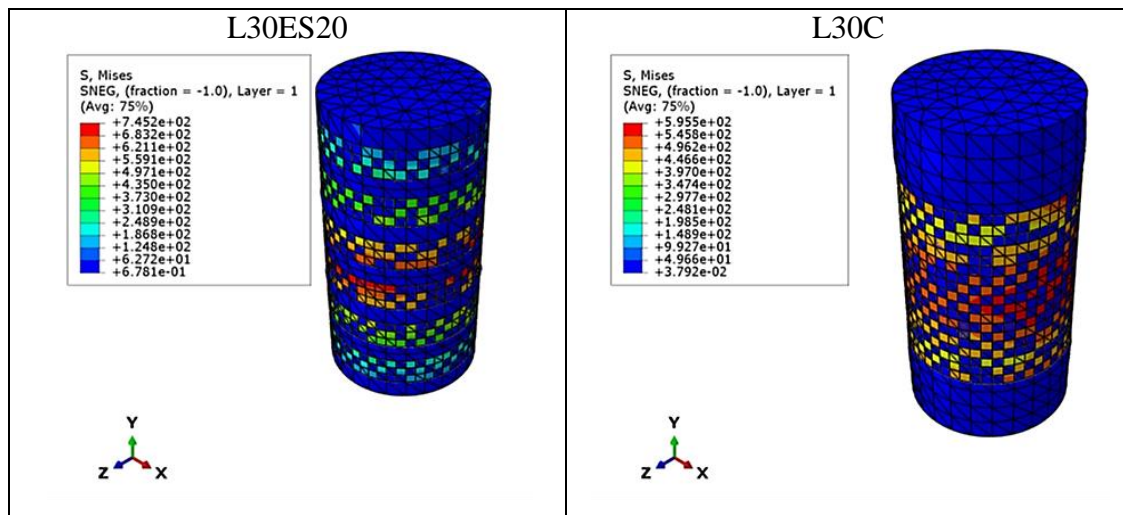 L30ES20
S, Mises
SNEG, (fraction = -1.0), Layer = 1
(Avg: 75%)
+7.452e+02
+6.832e+02
+6.211e+02
+5.591e+02
+4.971e+02
+4.350e+02
+3.730e+02
+3.109e+02
+2.489e+02
+1.868e+02
+1.248e+02
+6.272e+01
+6.781e-01
Y
Z
X
L30C
S, Mises
SNEG, (fraction = -1.0), Layer = 1
(Avg: 75%)
+5.955e+02
+5.458e+02
+4.962e+02
+4.466e+02
+3.970e+02
+3.474e+02
+2.977e+02
+2.481e+02
+1.985e+02
+1.489e+02
+9.927e+01
+4.966e+01
+3.792e-02
Y
Z
X